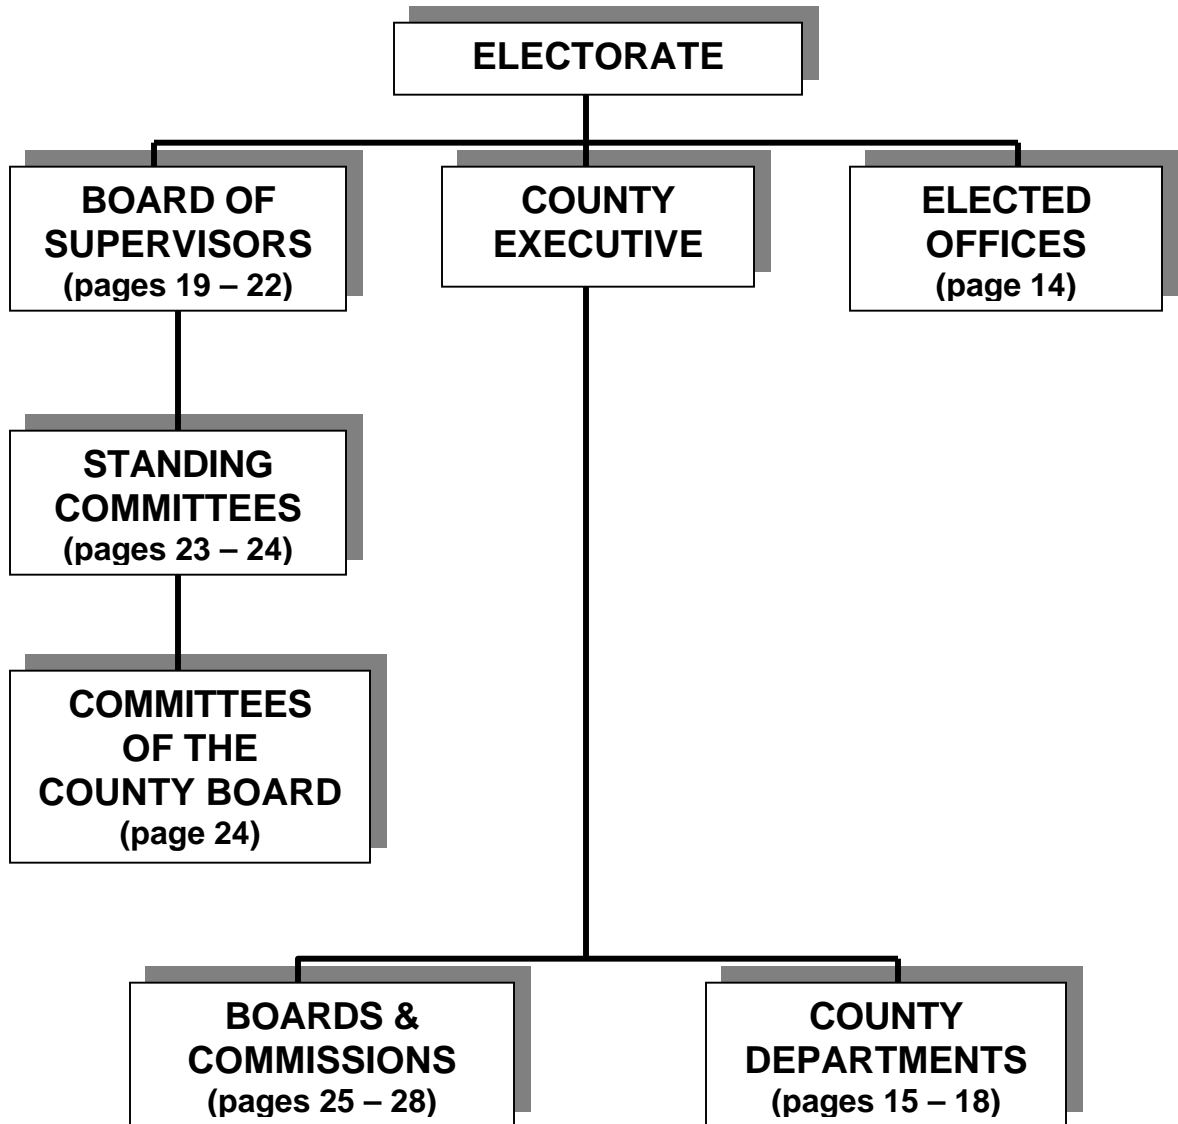 ELECTORATE
BOARD OF
SUPERVISORS
(pages 19 – 22)
COUNTY
EXECUTIVE
ELECTED
OFFICES
(page 14)
STANDING
COMMITTEES
(pages 23 – 24)
COMMITTEES
OF THE
COUNTY BOARD
(page 24)
BOARDS &
COMMISSIONS
(pages 25 – 28)
COUNTY
DEPARTMENTS
(pages 15 – 18)